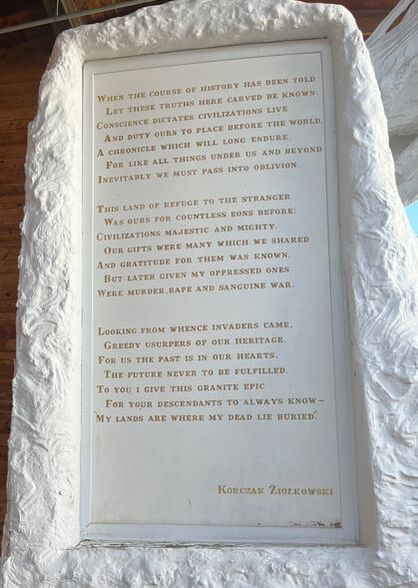 When the course of history has been told
Let these truths here carved be known:
Conscience dictates civilizations live
And duty ours to place before the world,
A chronicle which will long endure.
For like all things under us and beyond
Inevitably we must pass into oblivion.
This land of refuge to the stranger
Was ours for countless eons before:
Civilizations majestic and mighty.
Our gifts were many which we shared
And gratitude for them was known.
But later given my oppressed ones
Were murder, rape and sanguine war.
Looking from whence invaders came,
Greedy usurpers of our heritage.
For us the past is in our hearts,
The future never to be fulfilled.
To you I give this granite epic
For your descendants to always know—
'My lands are where my dead lie buried.'
Korczak Ziolkowski